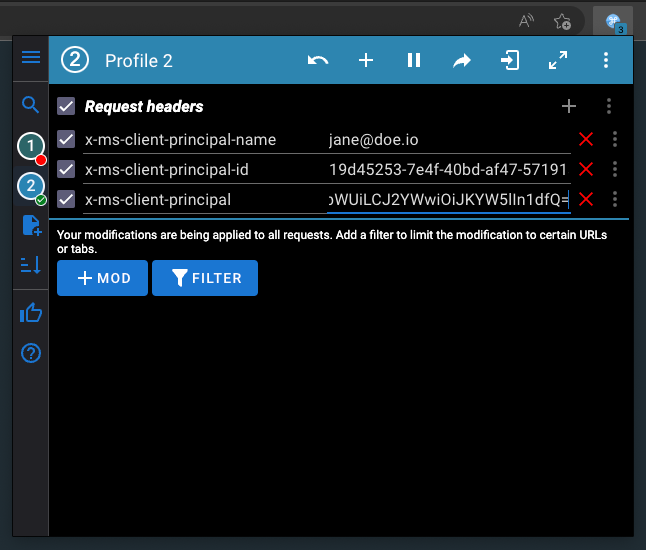 3
2 Profile 2
Request headers
1
x-ms-client-principal-name jane@doe.io
x-ms-client-principal-id 19d45253-7e4f-40bd-af47-57191
2
x-ms-client-principal WUiLCJ2YWwiOiJKYW5lIn1dfQ=
Your modifications are being applied to all requests. Add a filter to limit the modification to certain URLs
or tabs.
MOD FILTER